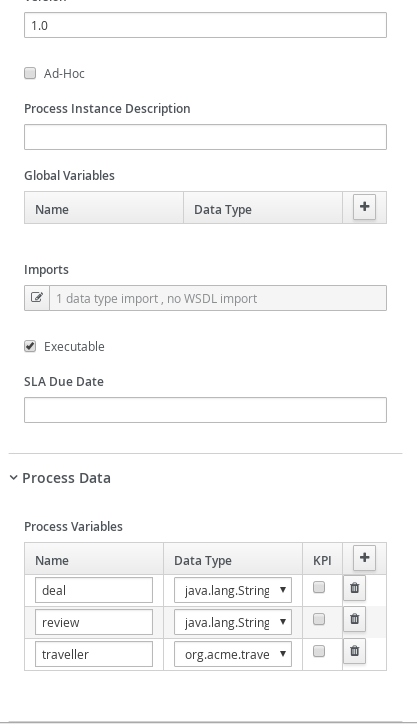 1.0
Ad-Hoc
Process Instance Description
Global Variables
Name Data Type
Imports
1 data type import , no WSDL import
Executable
SLA Due Date
Process Data
Process Variables
Name Data Type KPI
deal java.lang.String
review java.lang.String
traveller org.acme.trave